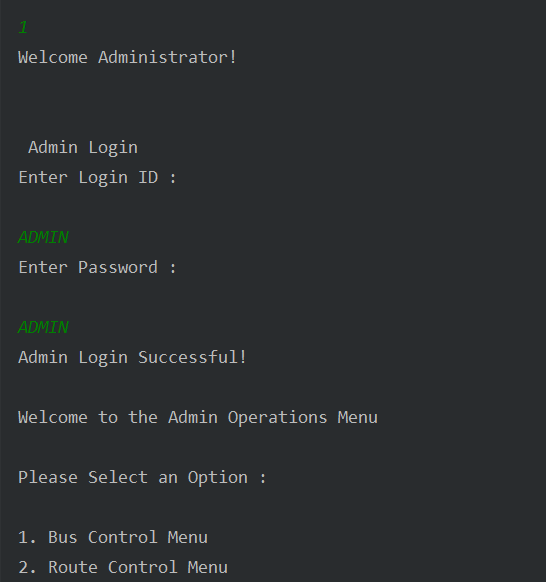 1
Welcome Administrator!
Admin Login
Enter Login ID :
ADMIN
Enter Password :
ADMIN
Admin Login Successful!
Welcome to the Admin Operations Menu
Please Select an Option :
1. Bus Control Menu
2. Route Control Menu